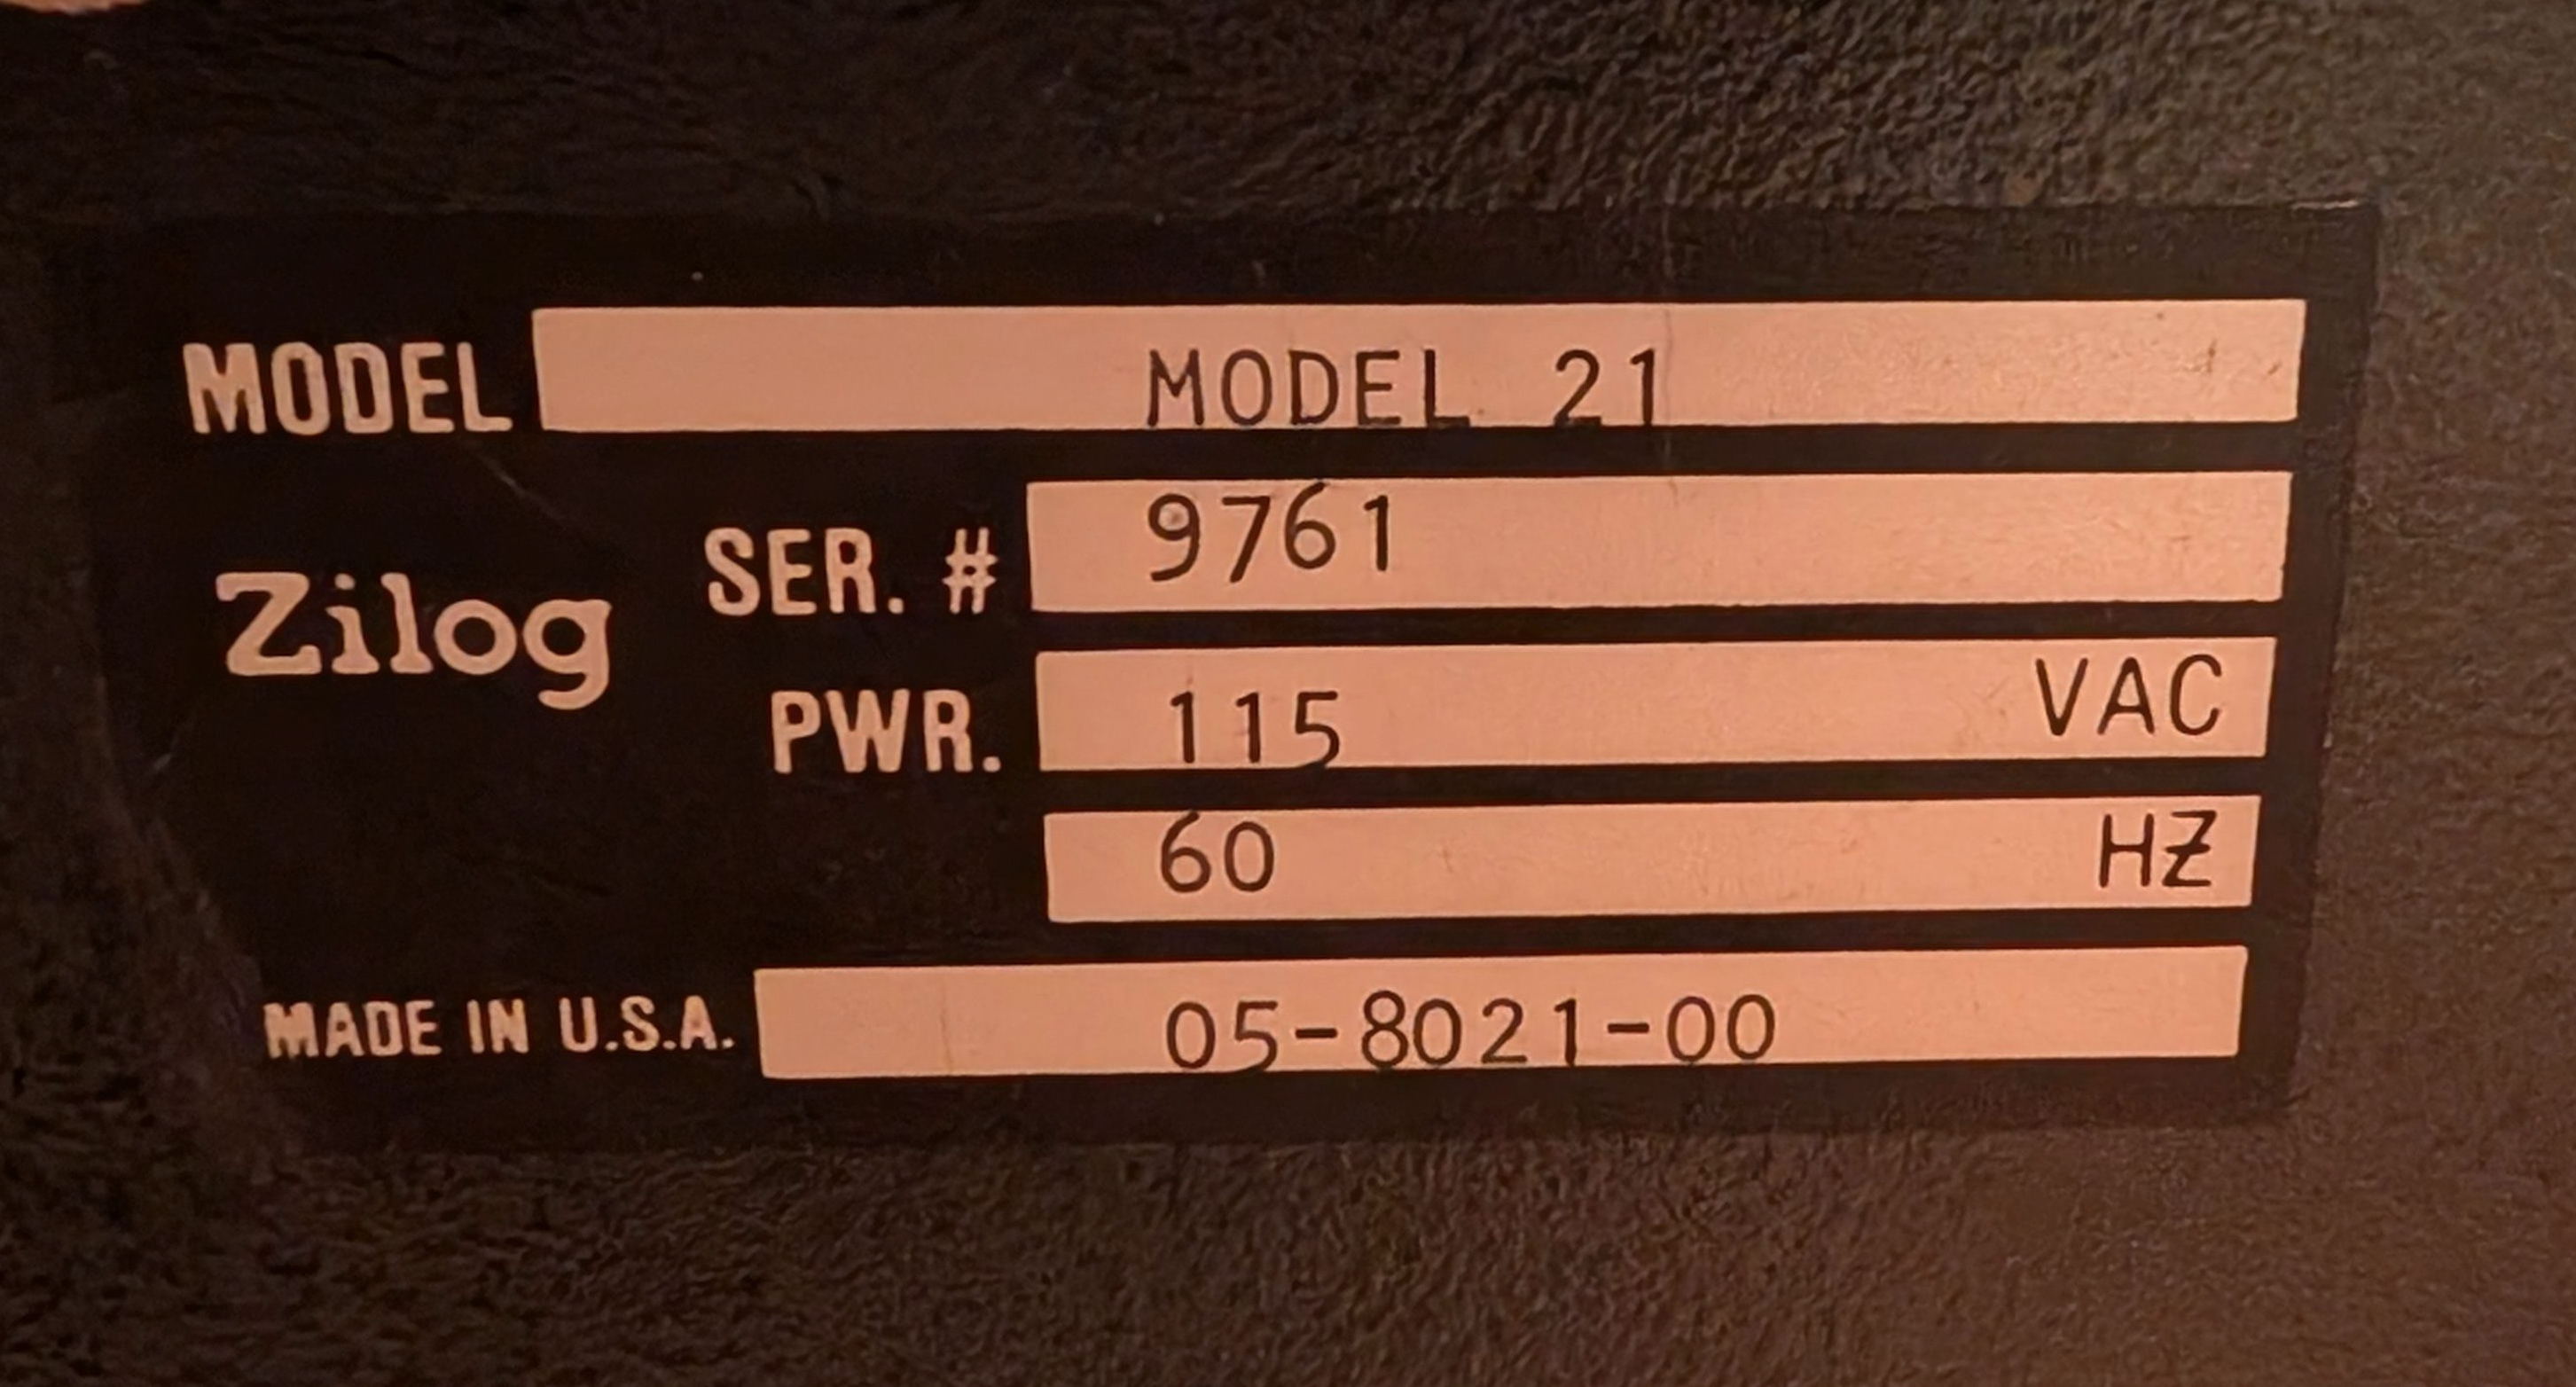 MODEL MODEL 21
SER. # 9761
Zilog
PWR. 115 VAC
60 HZ
MADE IN U.S.A. 05-8021-00